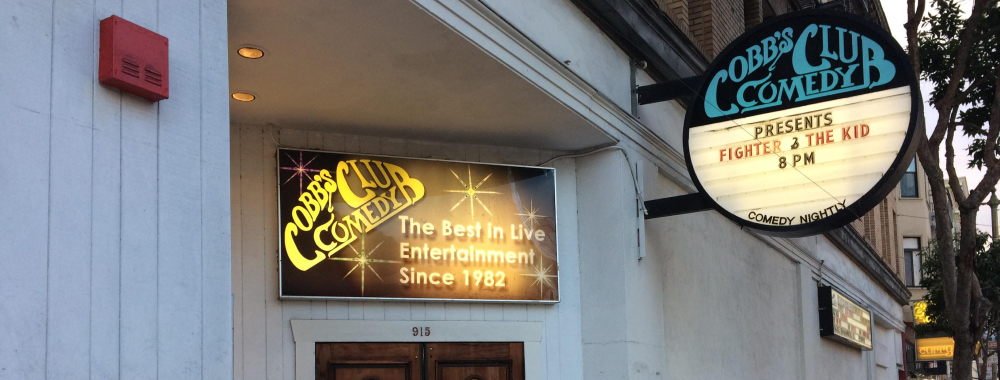 COBB'S
CLUB
COMEDY
The Best in Live
Entertainment
Since 1982
915
COBB'S
CLUB
COMEDY
PRESENTS
FIGHTER & THE KID
8 PM
COMEDY NIGHTLY